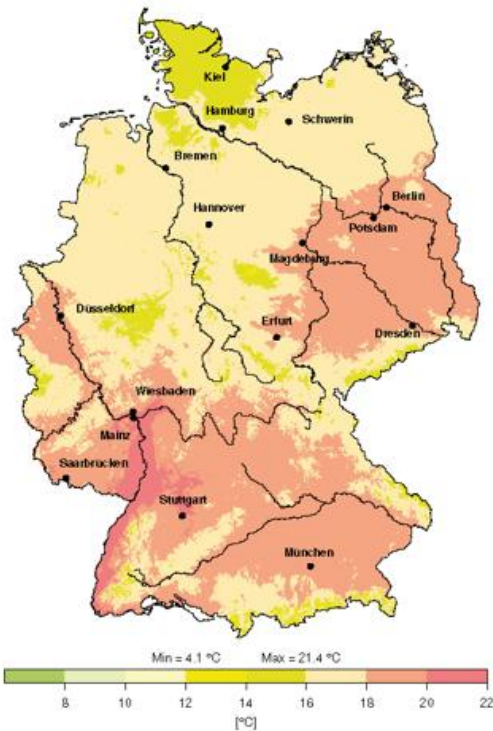 Kiel
Hamburg
Schwerin
Bremen
Berlin
Hannover
Potsdam
Magdeburg
Düsseldorf
Erfurt
Dresden
Wiesbaden
Mainz
Saarbrücken
Stuttgart
München
Min = 4.1 °C Max = 21.4 °C
8 10 12 14 16 18 20 22
[°C]